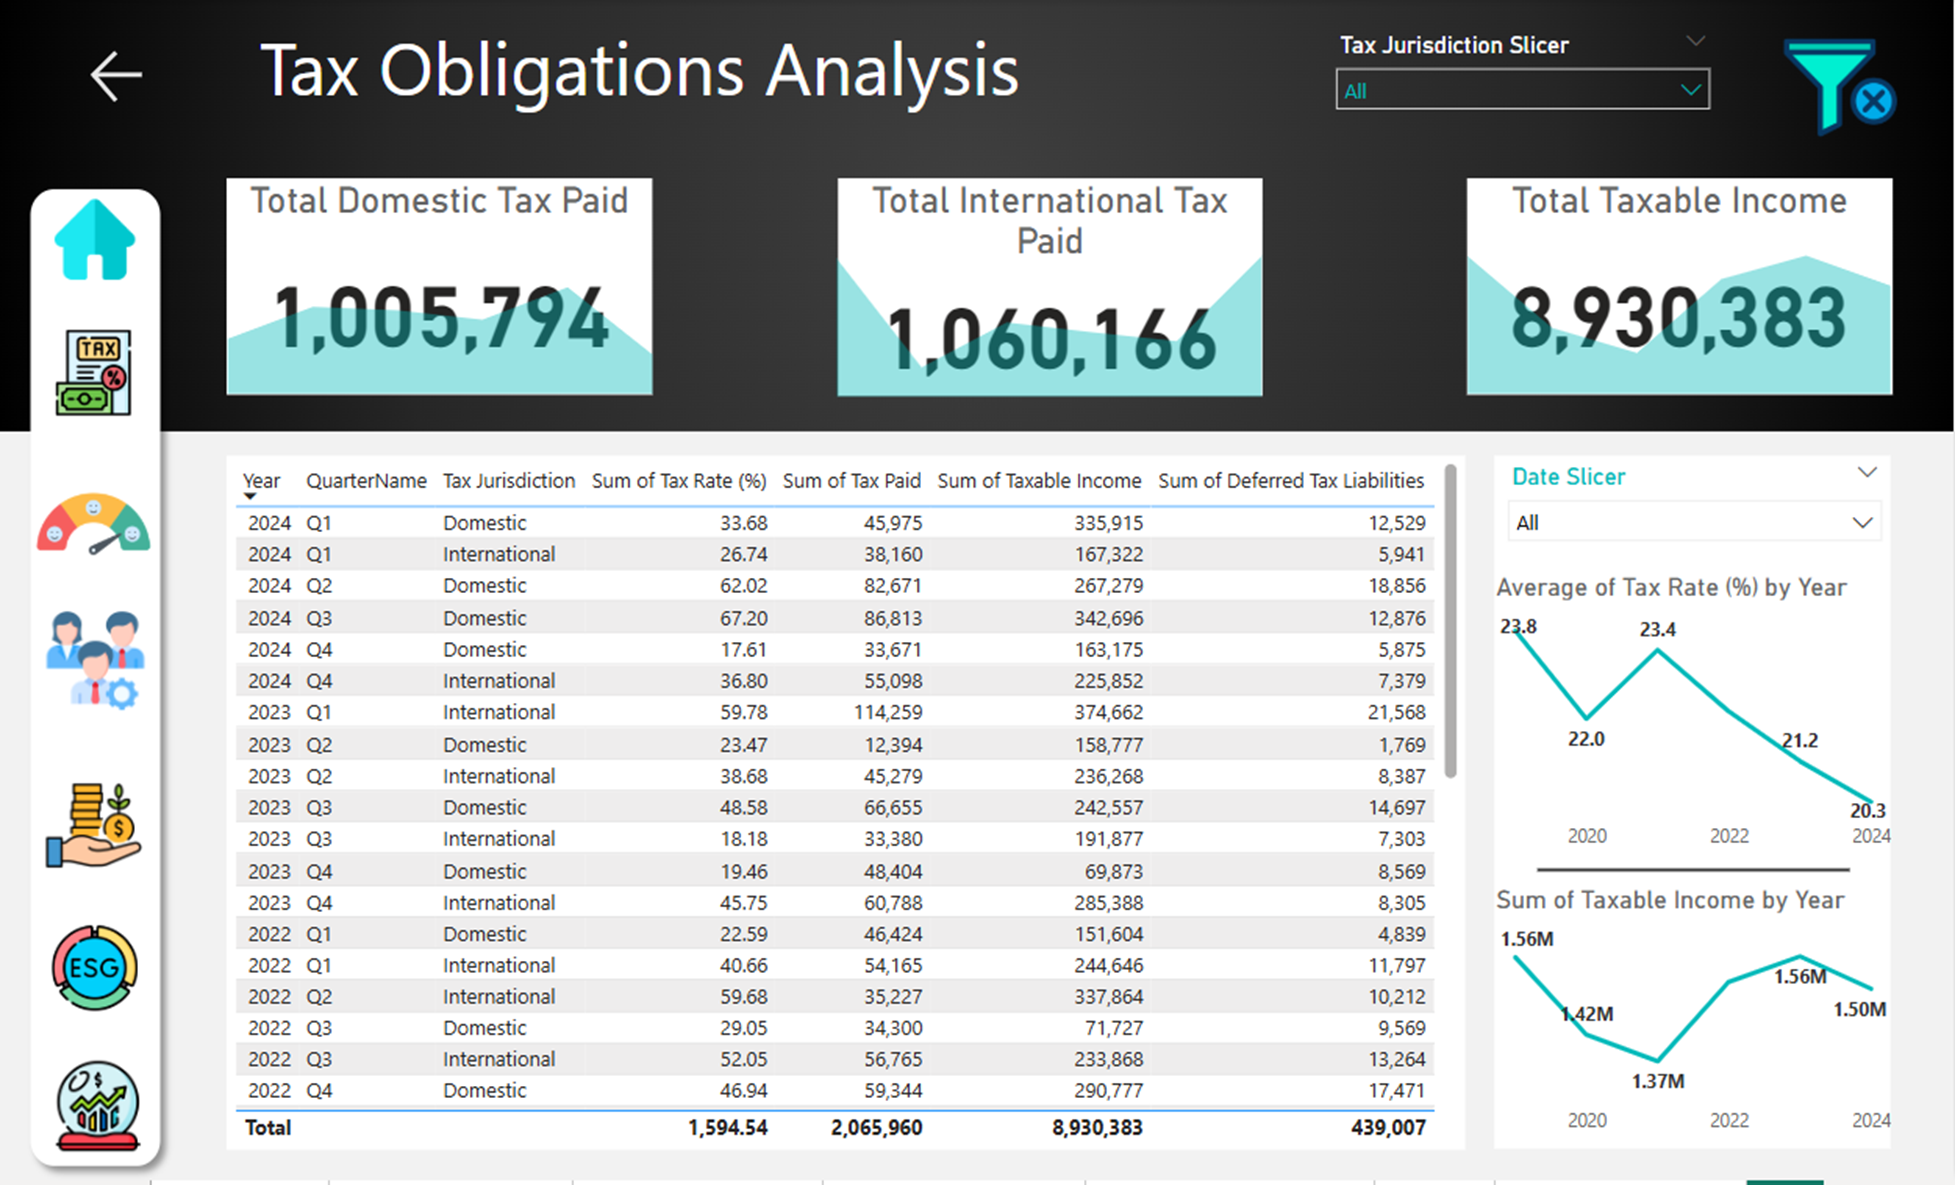 Tax Obligations Analysis
Tax Jurisdiction Slicer
All
Total Domestic Tax Paid
1,005,794
Total International Tax
Paid
1,060,166
Total Taxable Income
8,930,383
TAX
%
ESG
$
$
Year QuarterName Tax Jurisdiction Sum of Tax Rate (%) Sum of Tax Paid Sum of Taxable Income Sum of Deferred Tax Liabilities
2024 Q1 Domestic 33.68 45,975 335,915 12,529
2024 Q1 International 26.74 38,160 167,322 5,941
2024 Q2 Domestic 62.02 82,671 267,279 18,856
2024 Q3 Domestic 67.20 86,813 342,696 12,876
2024 Q4 Domestic 17.61 33,671 163,175 5,875
2024 Q4 International 36.80 55,098 225,852 7,379
2023 Q1 International 59.78 114,259 374,662 21,568
2023 Q2 Domestic 23.47 12,394 158,777 1,769
2023 Q2 International 38.68 45,279 236,268 8,387
2023 Q3 Domestic 48.58 66,655 242,557 14,697
2023 Q3 International 18.18 33,380 191,877 7,303
2023 Q4 Domestic 19.46 48,404 69,873 8,569
2023 Q4 International 45.75 60,788 285,388 8,305
2022 Q1 Domestic 22.59 46,424 151,604 4,839
2022 Q1 International 40.66 54,165 244,646 11,797
2022 Q2 International 59.68 35,227 337,864 10,212
2022 Q3 Domestic 29.05 34,300 71,727 9,569
2022 Q3 International 52.05 56,765 233,868 13,264
2022 Q4 Domestic 46.94 59,344 290,777 17,471
Total 1,594.54 2,065,960 8,930,383 439,007
Date Slicer
All
Average of Tax Rate (%) by Year
23.8
23.4
22.0
21.2
20.3
2020 2022 2024
Sum of Taxable Income by Year
1.56M
1.56M
1.50M
1.42M
1.37M
2020 2022 2024